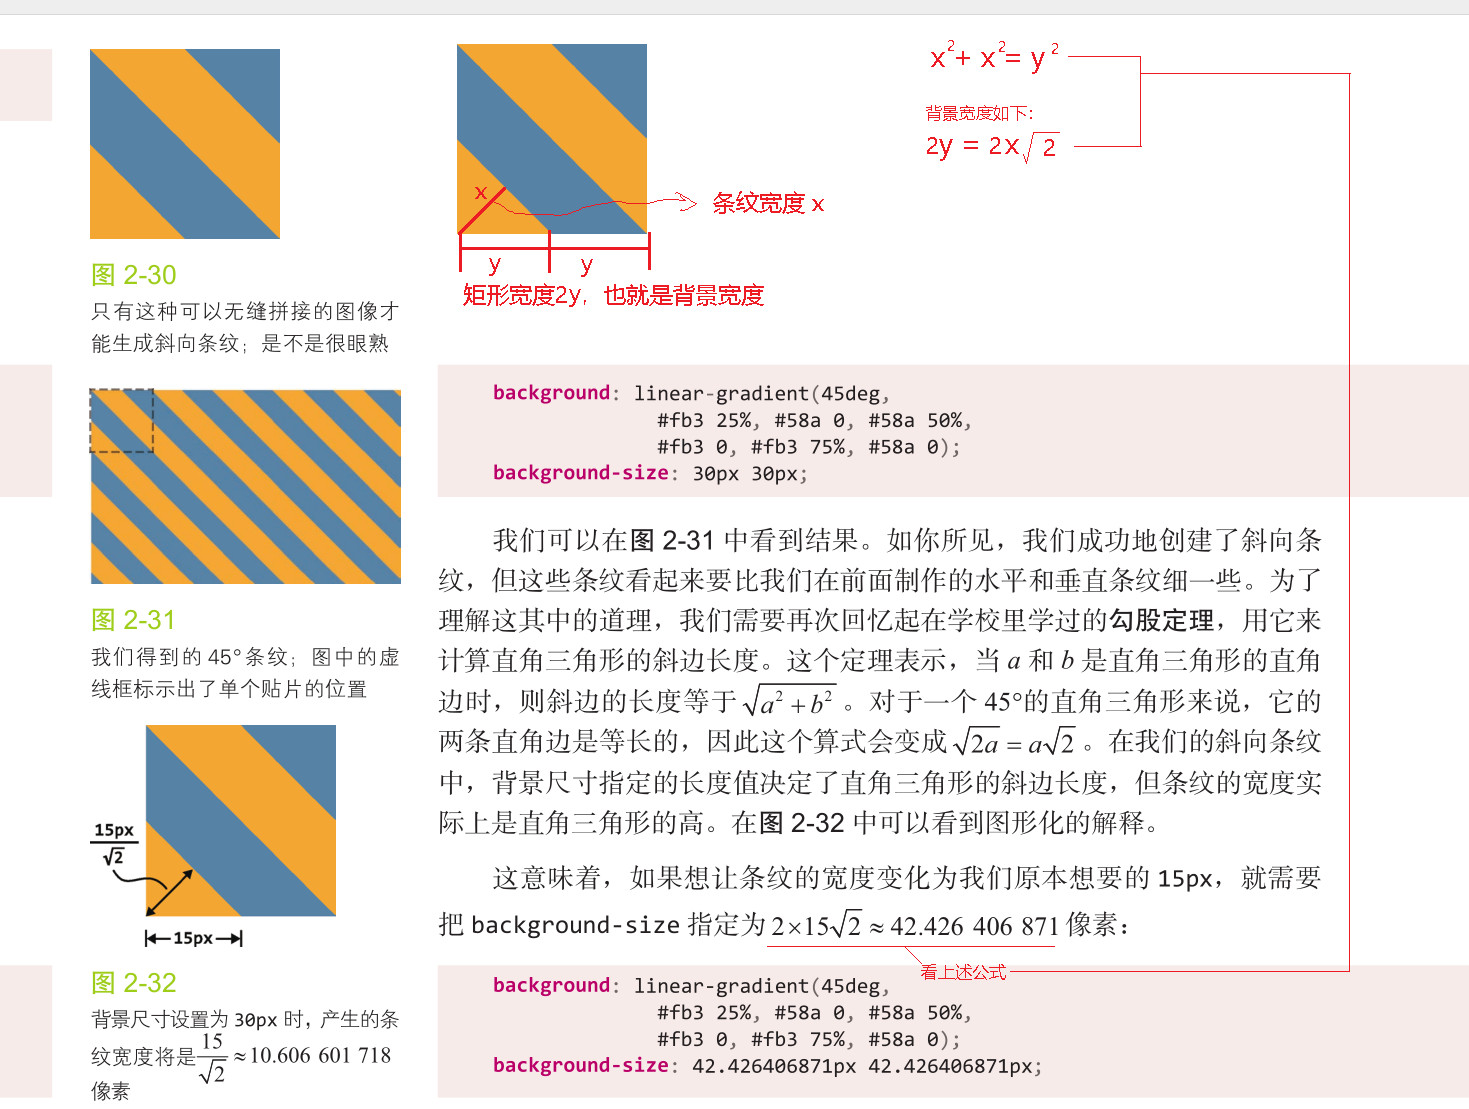 x²+ x²= y²
背景宽度如下:
2y = 2x√2
x
条纹宽度 x
y y
矩形宽度2y，也就是背景宽度
图 2-30
只有这种可以无缝拼接的图像才
能生成斜向条纹；是不是很眼熟
图 2-31
我们得到的 45°条纹；图中的虚
线框标示出了单个贴片的位置
15px
√2
15px
图 2-32
背景尺寸设置为 30px 时，产生的条
纹宽度将是15/√2≈10.606 601 718
像素
background: linear-gradient(45deg,
#fb3 25%, #58a 0, #58a 50%,
#fb3 0, #fb3 75%, #58a 0);
background-size: 30px 30px;
我们可以在图 2-31 中看到结果。如你所见，我们成功地创建了斜向条
纹，但这些条纹看起来要比我们在前面制作的水平和垂直条纹细一些。为了
理解这其中的道理，我们需要再次回忆起在学校里学过的勾股定理，用它来
计算直角三角形的斜边长度。这个定理表示，当 a 和 b 是直角三角形的直角
边时，则斜边的长度等于√a²+b² 。对于一个 45°的直角三角形来说，它的
两条直角边是等长的，因此这个算式会变成√2a = a√2 。在我们的斜向条纹
中，背景尺寸指定的长度值决定了直角三角形的斜边长度，但条纹的宽度实
际上是直角三角形的高。在图 2-32 中可以看到图形化的解释。
这意味着，如果想让条纹的宽度变化为我们原本想要的 15px，就需要
把 background-size 指定为 2×15√2 ≈ 42.426 406 871 像素：
看上述公式
background: linear-gradient(45deg,
#fb3 25%, #58a 0, #58a 50%,
#fb3 0, #fb3 75%, #58a 0);
background-size: 42.426406871px 42.426406871px;